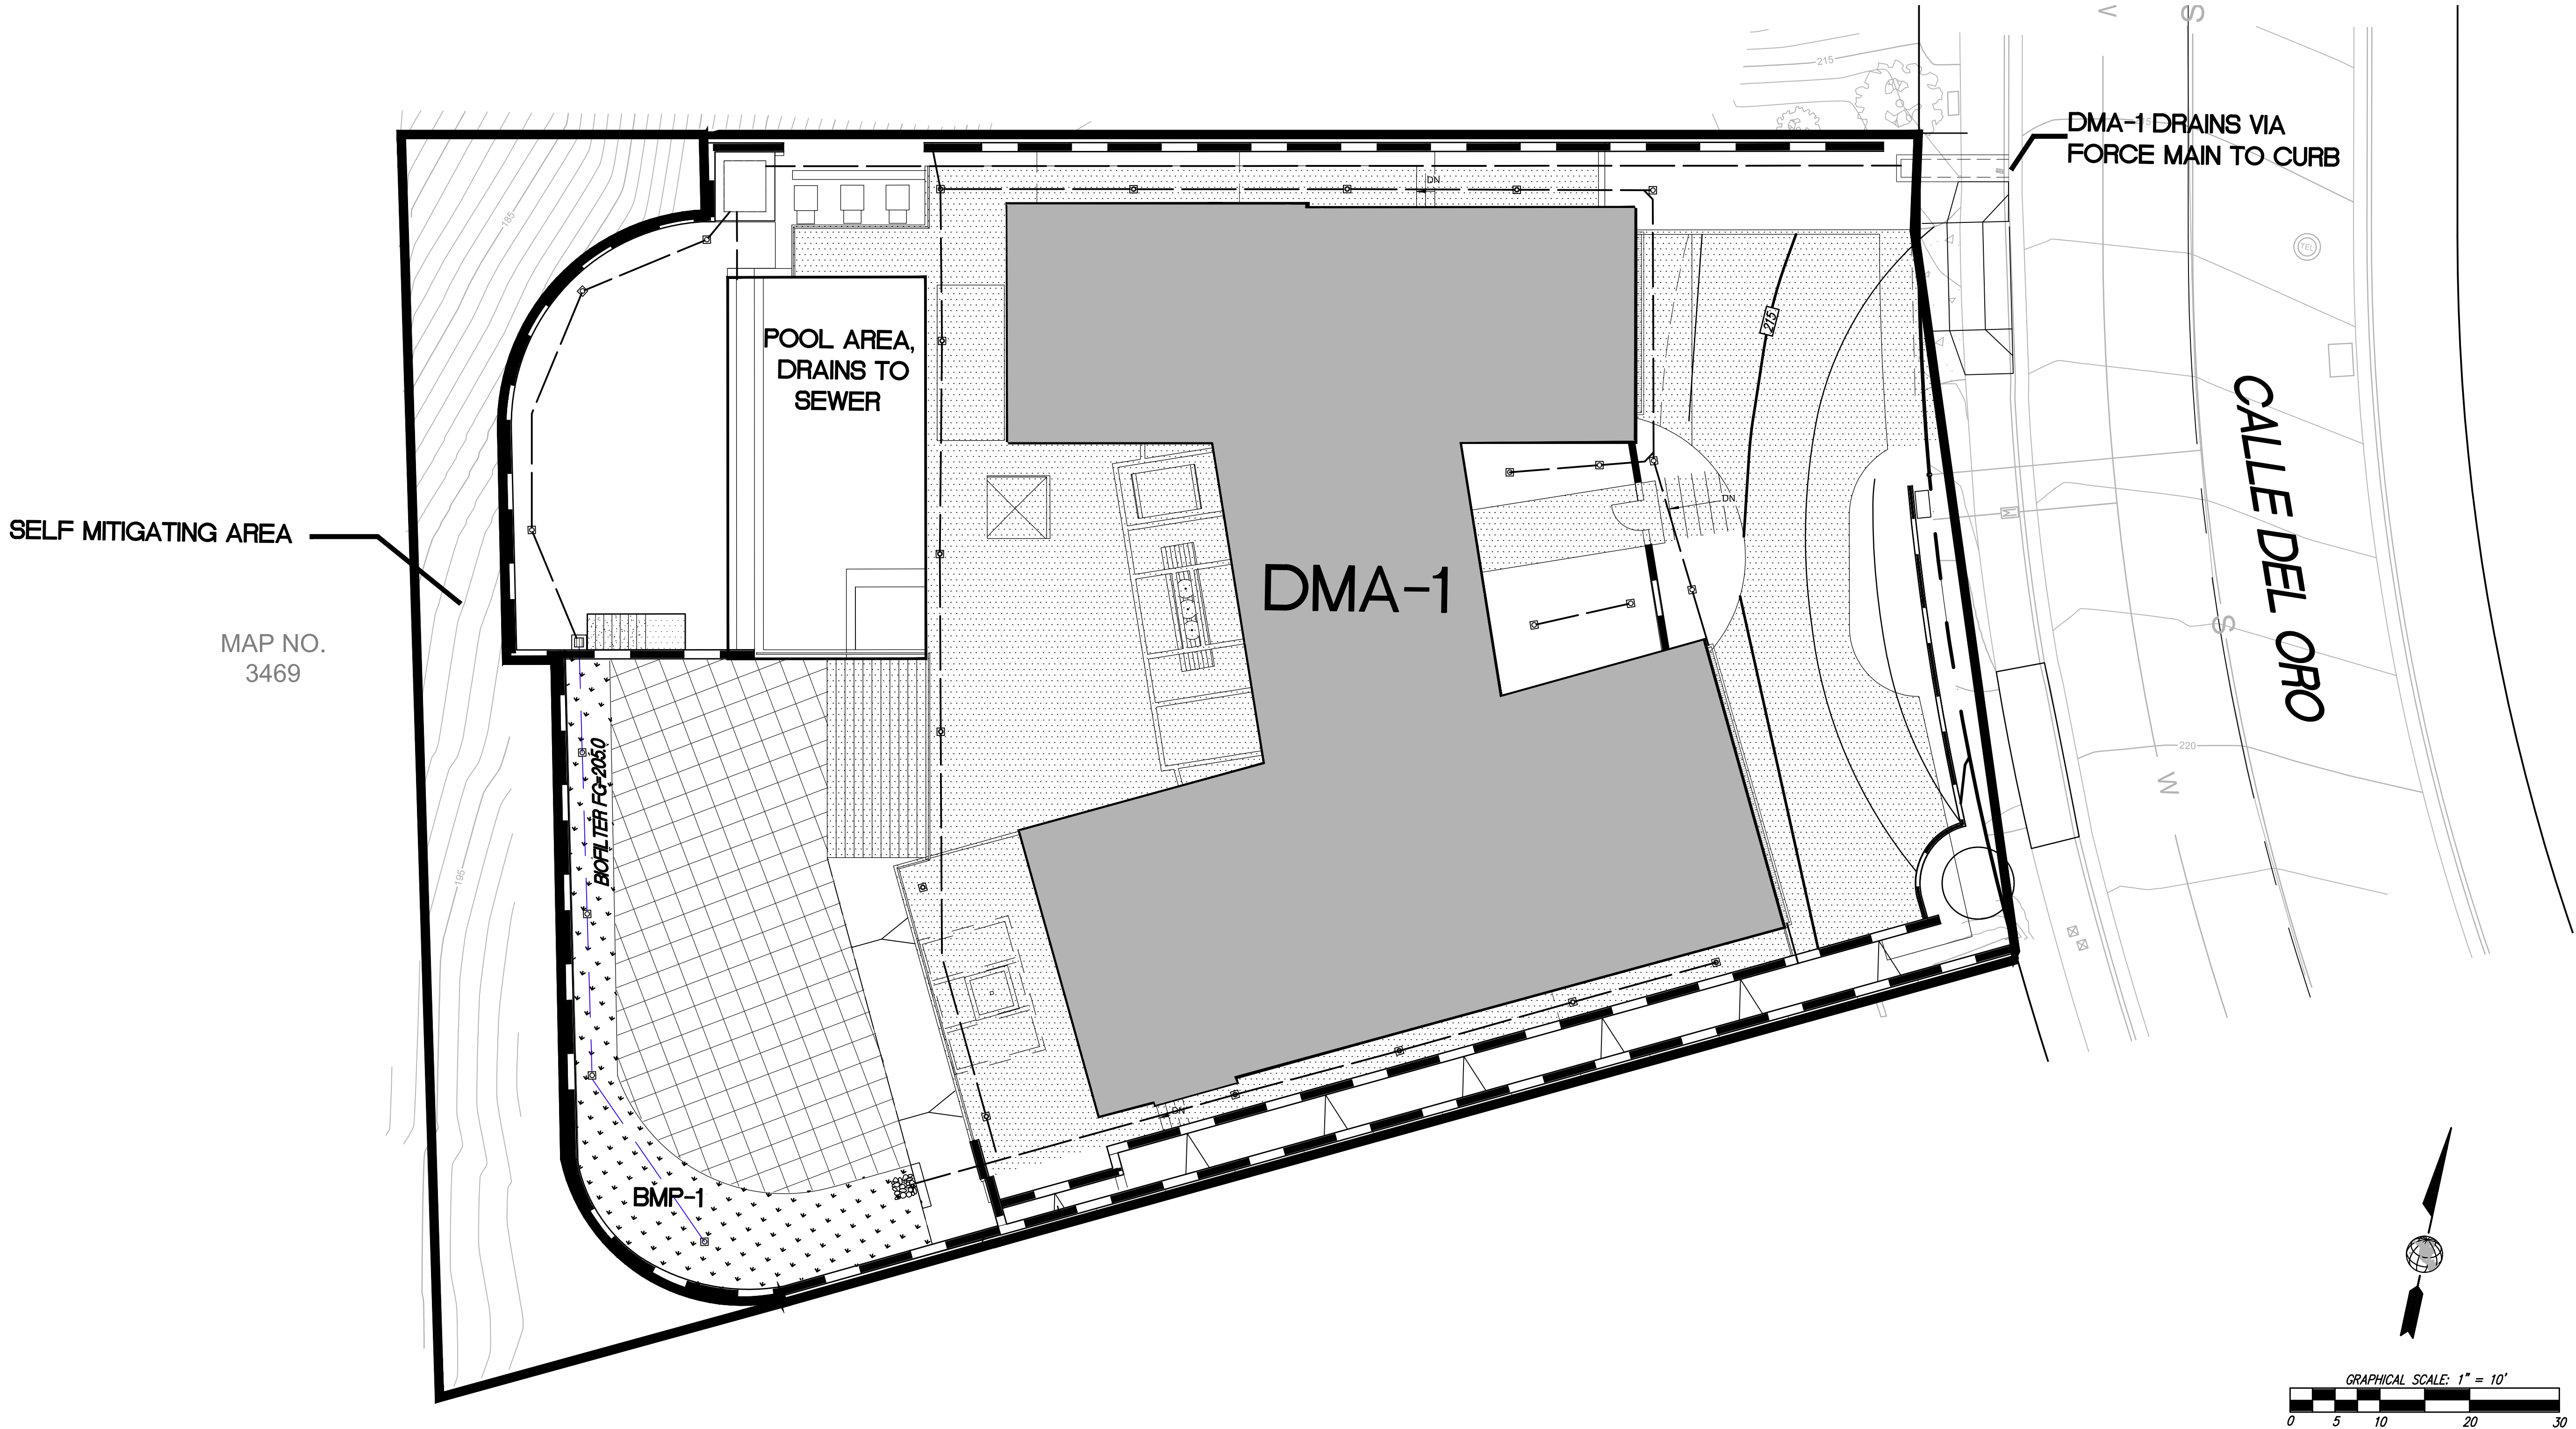 W
S
215
DMA-1 DRAINS VIA
FORCE MAIN TO CURB
185
DN
TEL
215
POOL AREA,
DRAINS TO
SEWER
CALLE DEL ORO
SELF MITIGATING AREA
DN
M
DMA-1
MAP NO.
3469
S
BIOFILTER FG=205.0
220
W
195
DN
BMP-1
GRAPHICAL SCALE: 1" = 10'
0 5 10 20 30